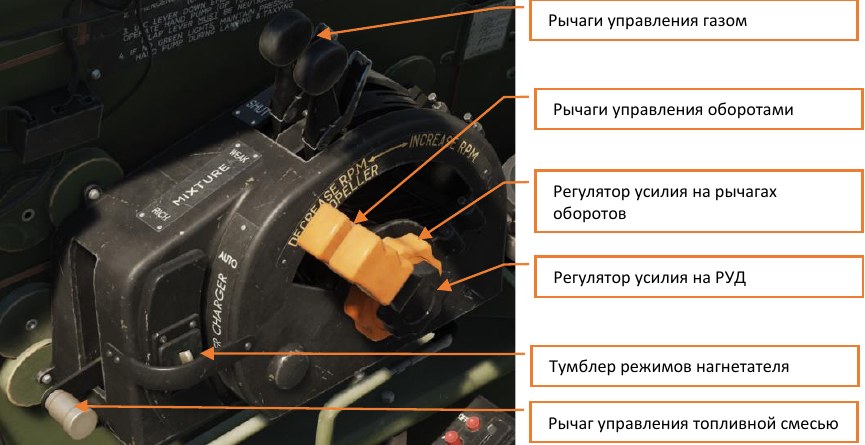 Рычаги управления газом
Рычаги управления оборотами
Регулятор усилия на рычагах
оборотов
Регулятор усилия на РУД
Тумблер режимов нагнетателя
Рычаг управления топливной смесью
SHUT
INCREASE RPM
DECREASE RPM
PROPELLER
WEAK
MIXTURE
RICH
AUTO
CHARGER